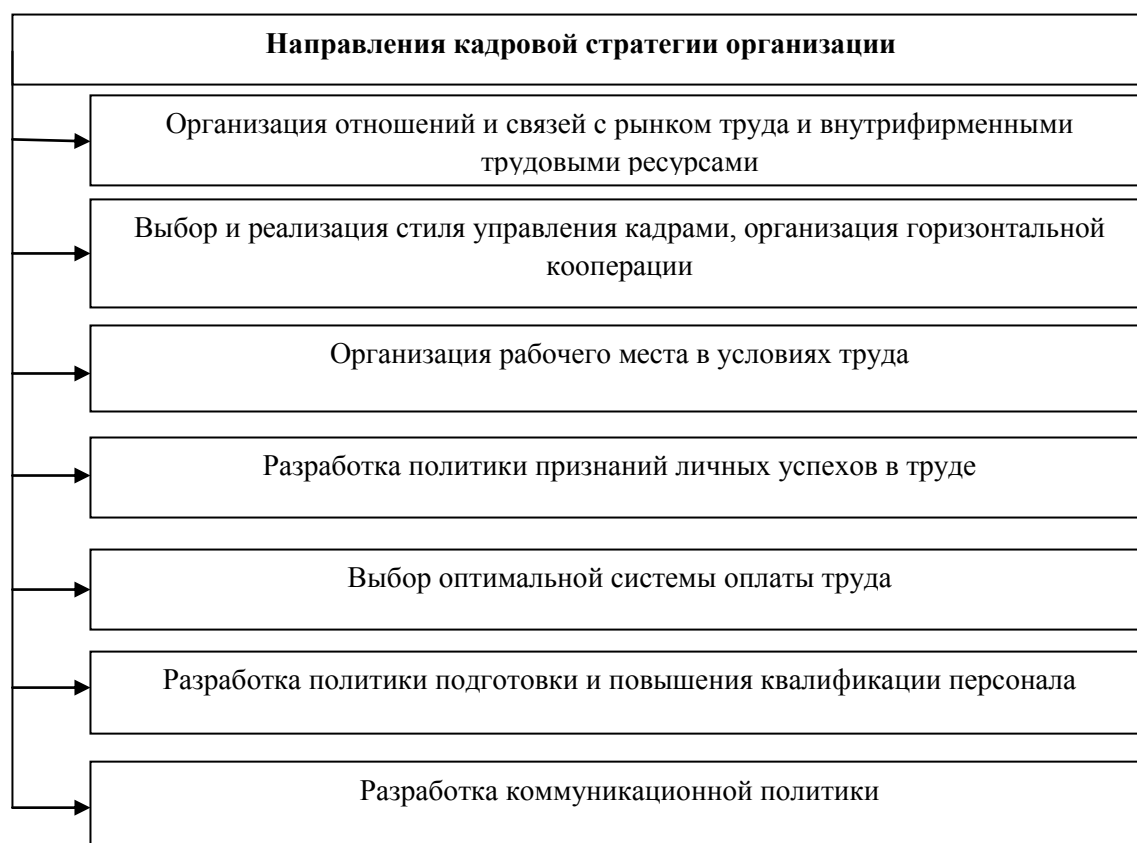 Направления кадровой стратегии организации
Организация отношений и связей с рынком труда и внутрифирменными
трудовыми ресурсами
Выбор и реализация стиля управления кадрами, организация горизонтальной
кооперации
Организация рабочего места в условиях труда
Разработка политики признаний личных успехов в труде
Выбор оптимальной системы оплаты труда
Разработка политики подготовки и повышения квалификации персонала
Разработка коммуникационной политики